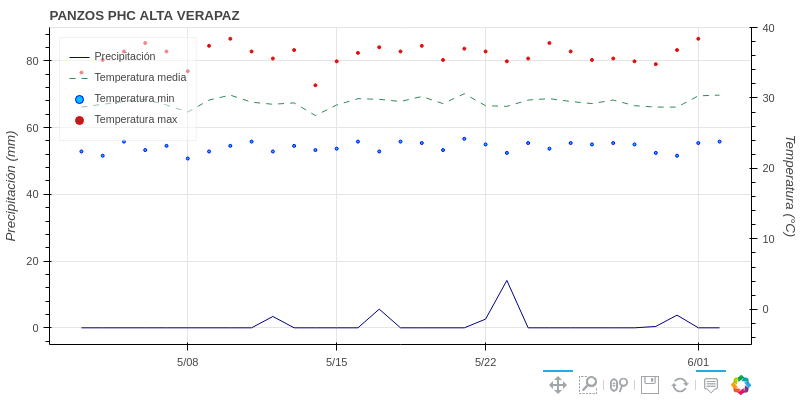 PANZOS PHC ALTA VERAPAZ
Precipitación
Temperatura media
Temperatura min
Temperatura max
Precipitación (mm)
80
60
40
20
0
40
30
20
10
0
Temperatura (°C)
5/08
5/15
5/22
6/01